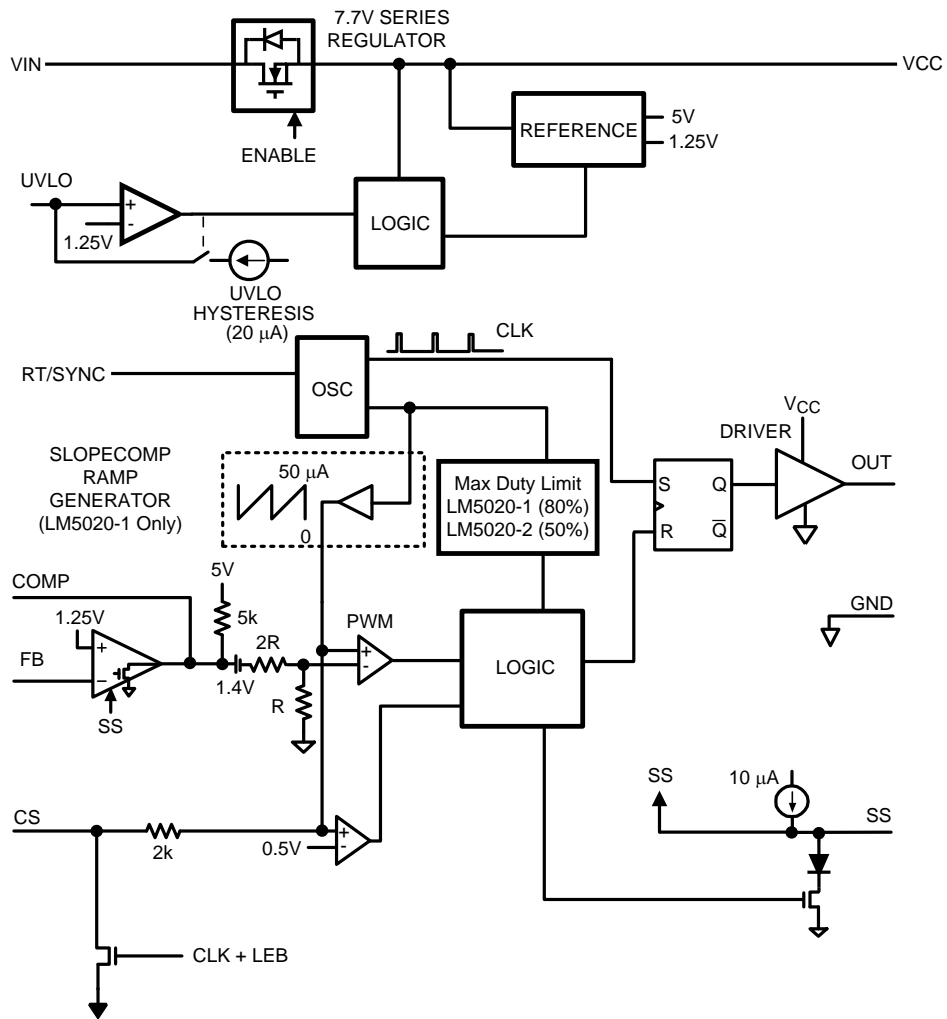 7.7V SERIES
REGULATOR
VIN
VCC
ENABLE
REFERENCE
5V
1.25V
UVLO
+
-
1.25V
LOGIC
UVLO
HYSTERESIS
(20 μA)
CLK
RT/SYNC
OSC
SLOPECOMP
RAMP
GENERATOR
(LM5020-1 Only)
50 μA
0
Max Duty Limit
LM5020-1 (80%)
LM5020-2 (50%)
VCC
DRIVER
OUT
S Q
R Q̅
COMP
5V
5k
1.25V
+
FB
−
SS
1.4V
2R
R
PWM
+
-
LOGIC
GND
CS
2k
0.5V
+
-
SS
10 μA
SS
CLK + LEB